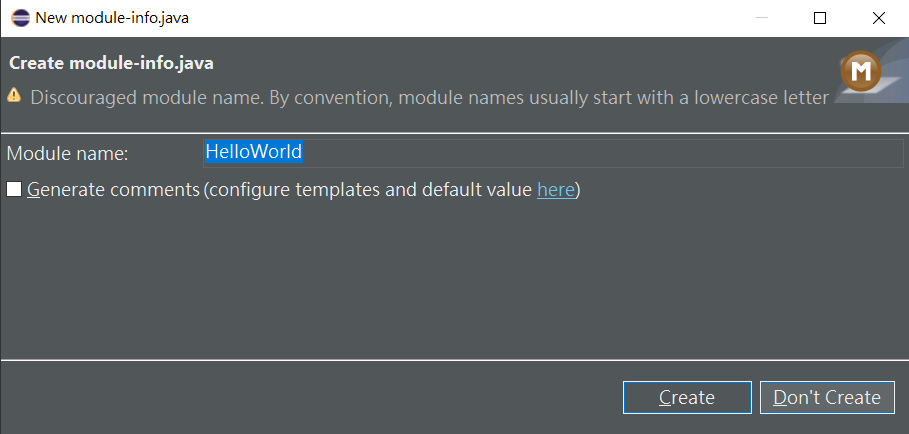 New module-info.java
Create module-info.java
Discouraged module name. By convention, module names usually start with a lowercase letter
M
Module name: HelloWorld
Generate comments (configure templates and default value here)
Create Don't Create